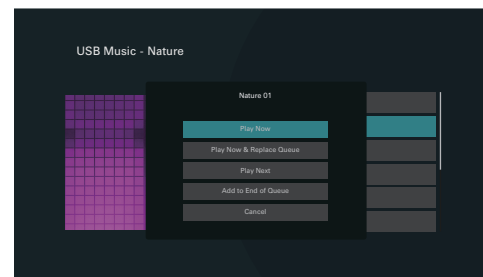 USB Music - Nature
Nature 01
Play Now
Play Now & Replace Queue
Play Next
Add to End of Queue
Cancel